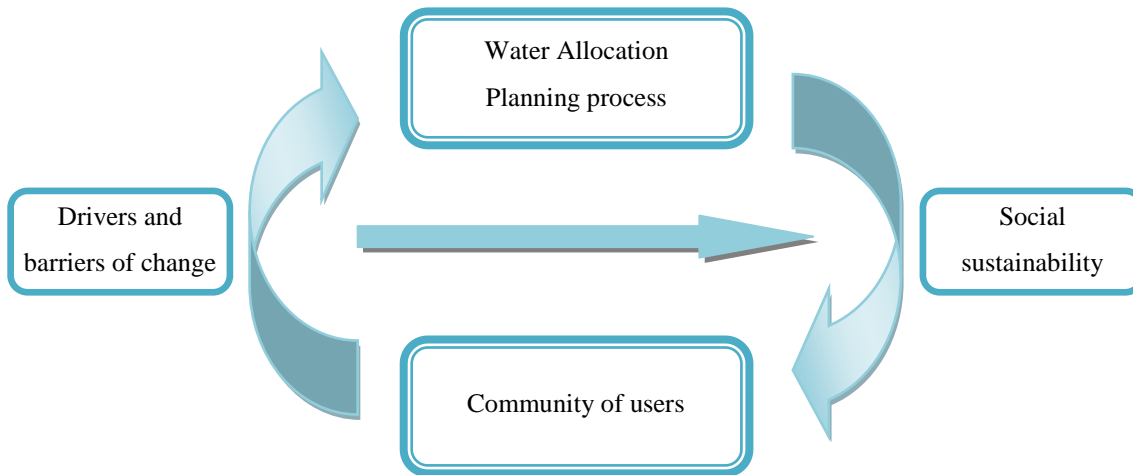 Water Allocation
Planning process
Drivers and
barriers of change
Social
sustainability
Community of users